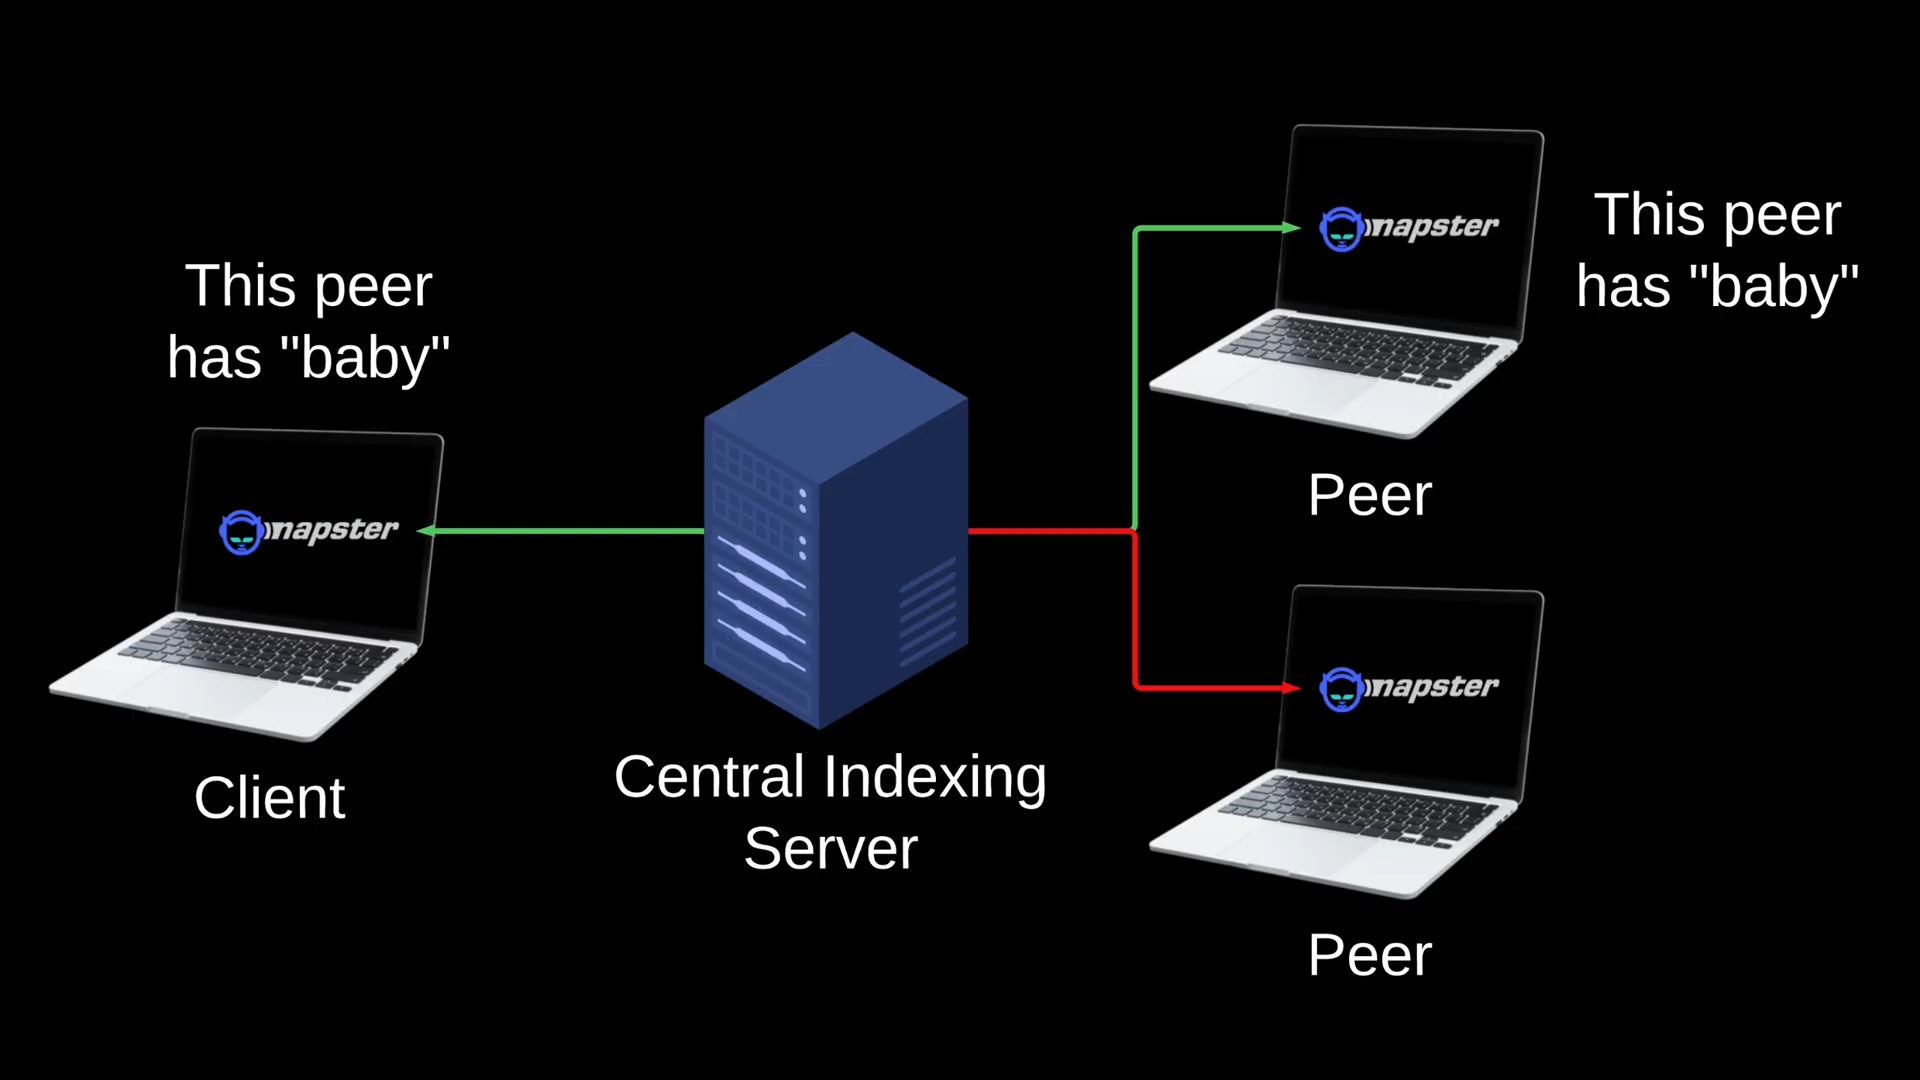 This peer
has "baby"
napster
Client
Central Indexing
Server
napster
This peer
has "baby"
Peer
napster
Peer